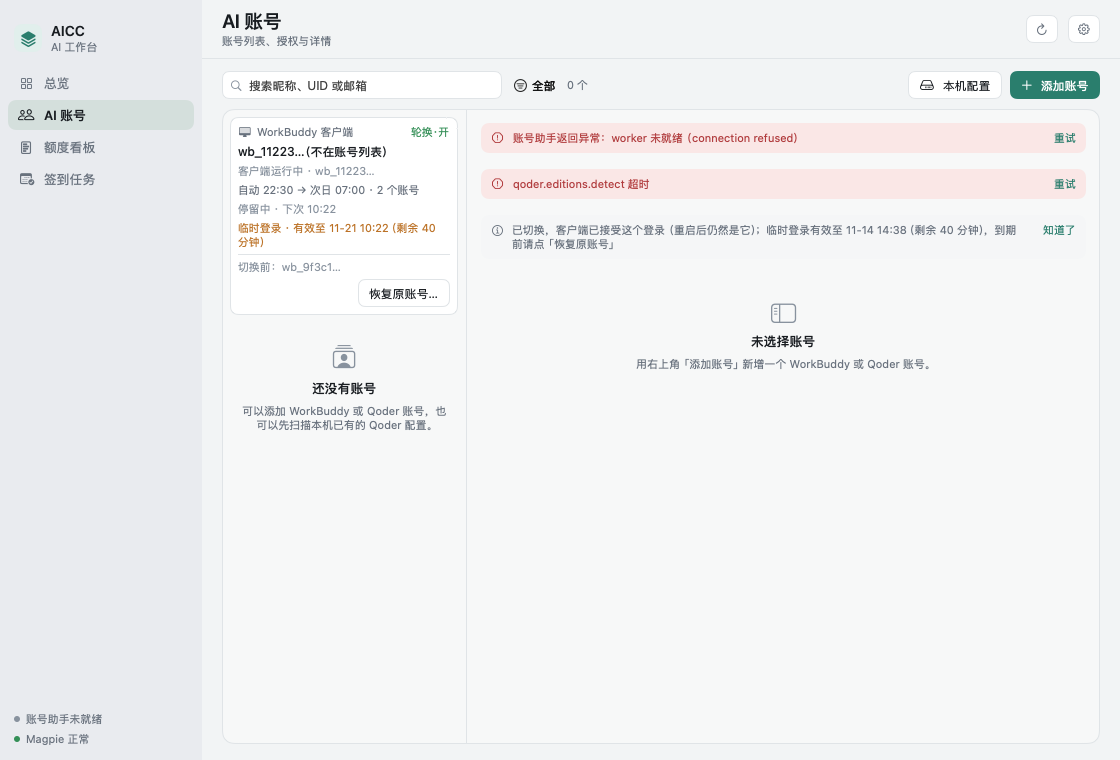 AICC
AI 工作台
总览
AI 账号
额度看板
签到任务
账号助手未就绪
Magpie 正常
AI 账号
账号列表、授权与详情
搜索昵称、UID 或邮箱
全部 0 个
本机配置
添加账号
WorkBuddy 客户端 轮换·开
wb_11223…(不在账号列表)
客户端运行中 · wb_11223…
自动 22:30 → 次日 07:00 · 2 个账号
停留中 · 下次 10:22
临时登录 · 有效至 11-21 10:22 (剩余 40
分钟)
切换前：wb_9f3c1…
恢复原账号…
还没有账号
可以添加 WorkBuddy 或 Qoder 账号，也
可以先扫描本机已有的 Qoder 配置。
账号助手返回异常：worker 未就绪 (connection refused) 重试
qoder.editions.detect 超时 重试
已切换，客户端已接受这个登录 (重启后仍然是它)；临时登录有效至 11-14 14:38 (剩余 40 分钟)，到期 知道了
前请点「恢复原账号」
未选择账号
用右上角「添加账号」新增一个 WorkBuddy 或 Qoder 账号。